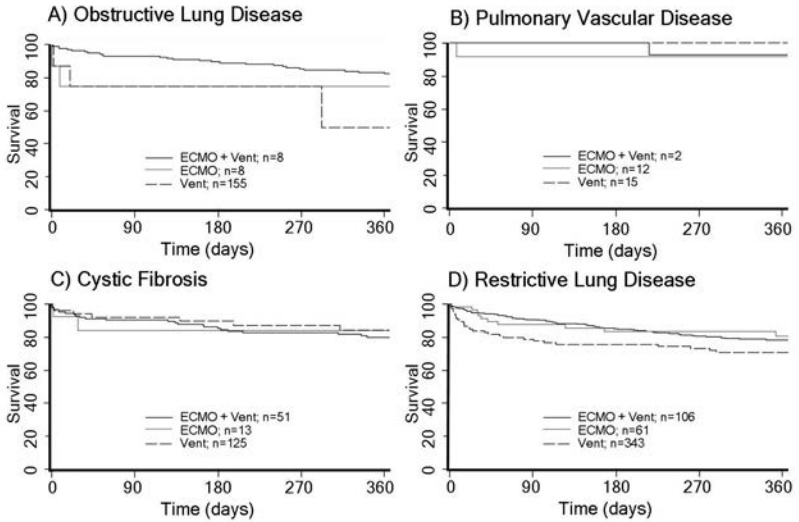 A) Obstructive Lung Disease
Survival
100
80
60
40
20
0
ECMO + Vent; n=8
ECMO; n=8
Vent; n=155
0 90 180 270 360
Time (days)
B) Pulmonary Vascular Disease
Survival
100
80
60
40
20
0
ECMO + Vent; n=2
ECMO; n=12
Vent; n=15
0 90 180 270 360
Time (days)
C) Cystic Fibrosis
Survival
100
80
60
40
20
0
ECMO + Vent; n=51
ECMO; n=13
Vent; n=125
0 90 180 270 360
Time (days)
D) Restrictive Lung Disease
Survival
100
80
60
40
20
0
ECMO + Vent; n=106
ECMO; n=61
Vent; n=343
0 90 180 270 360
Time (days)